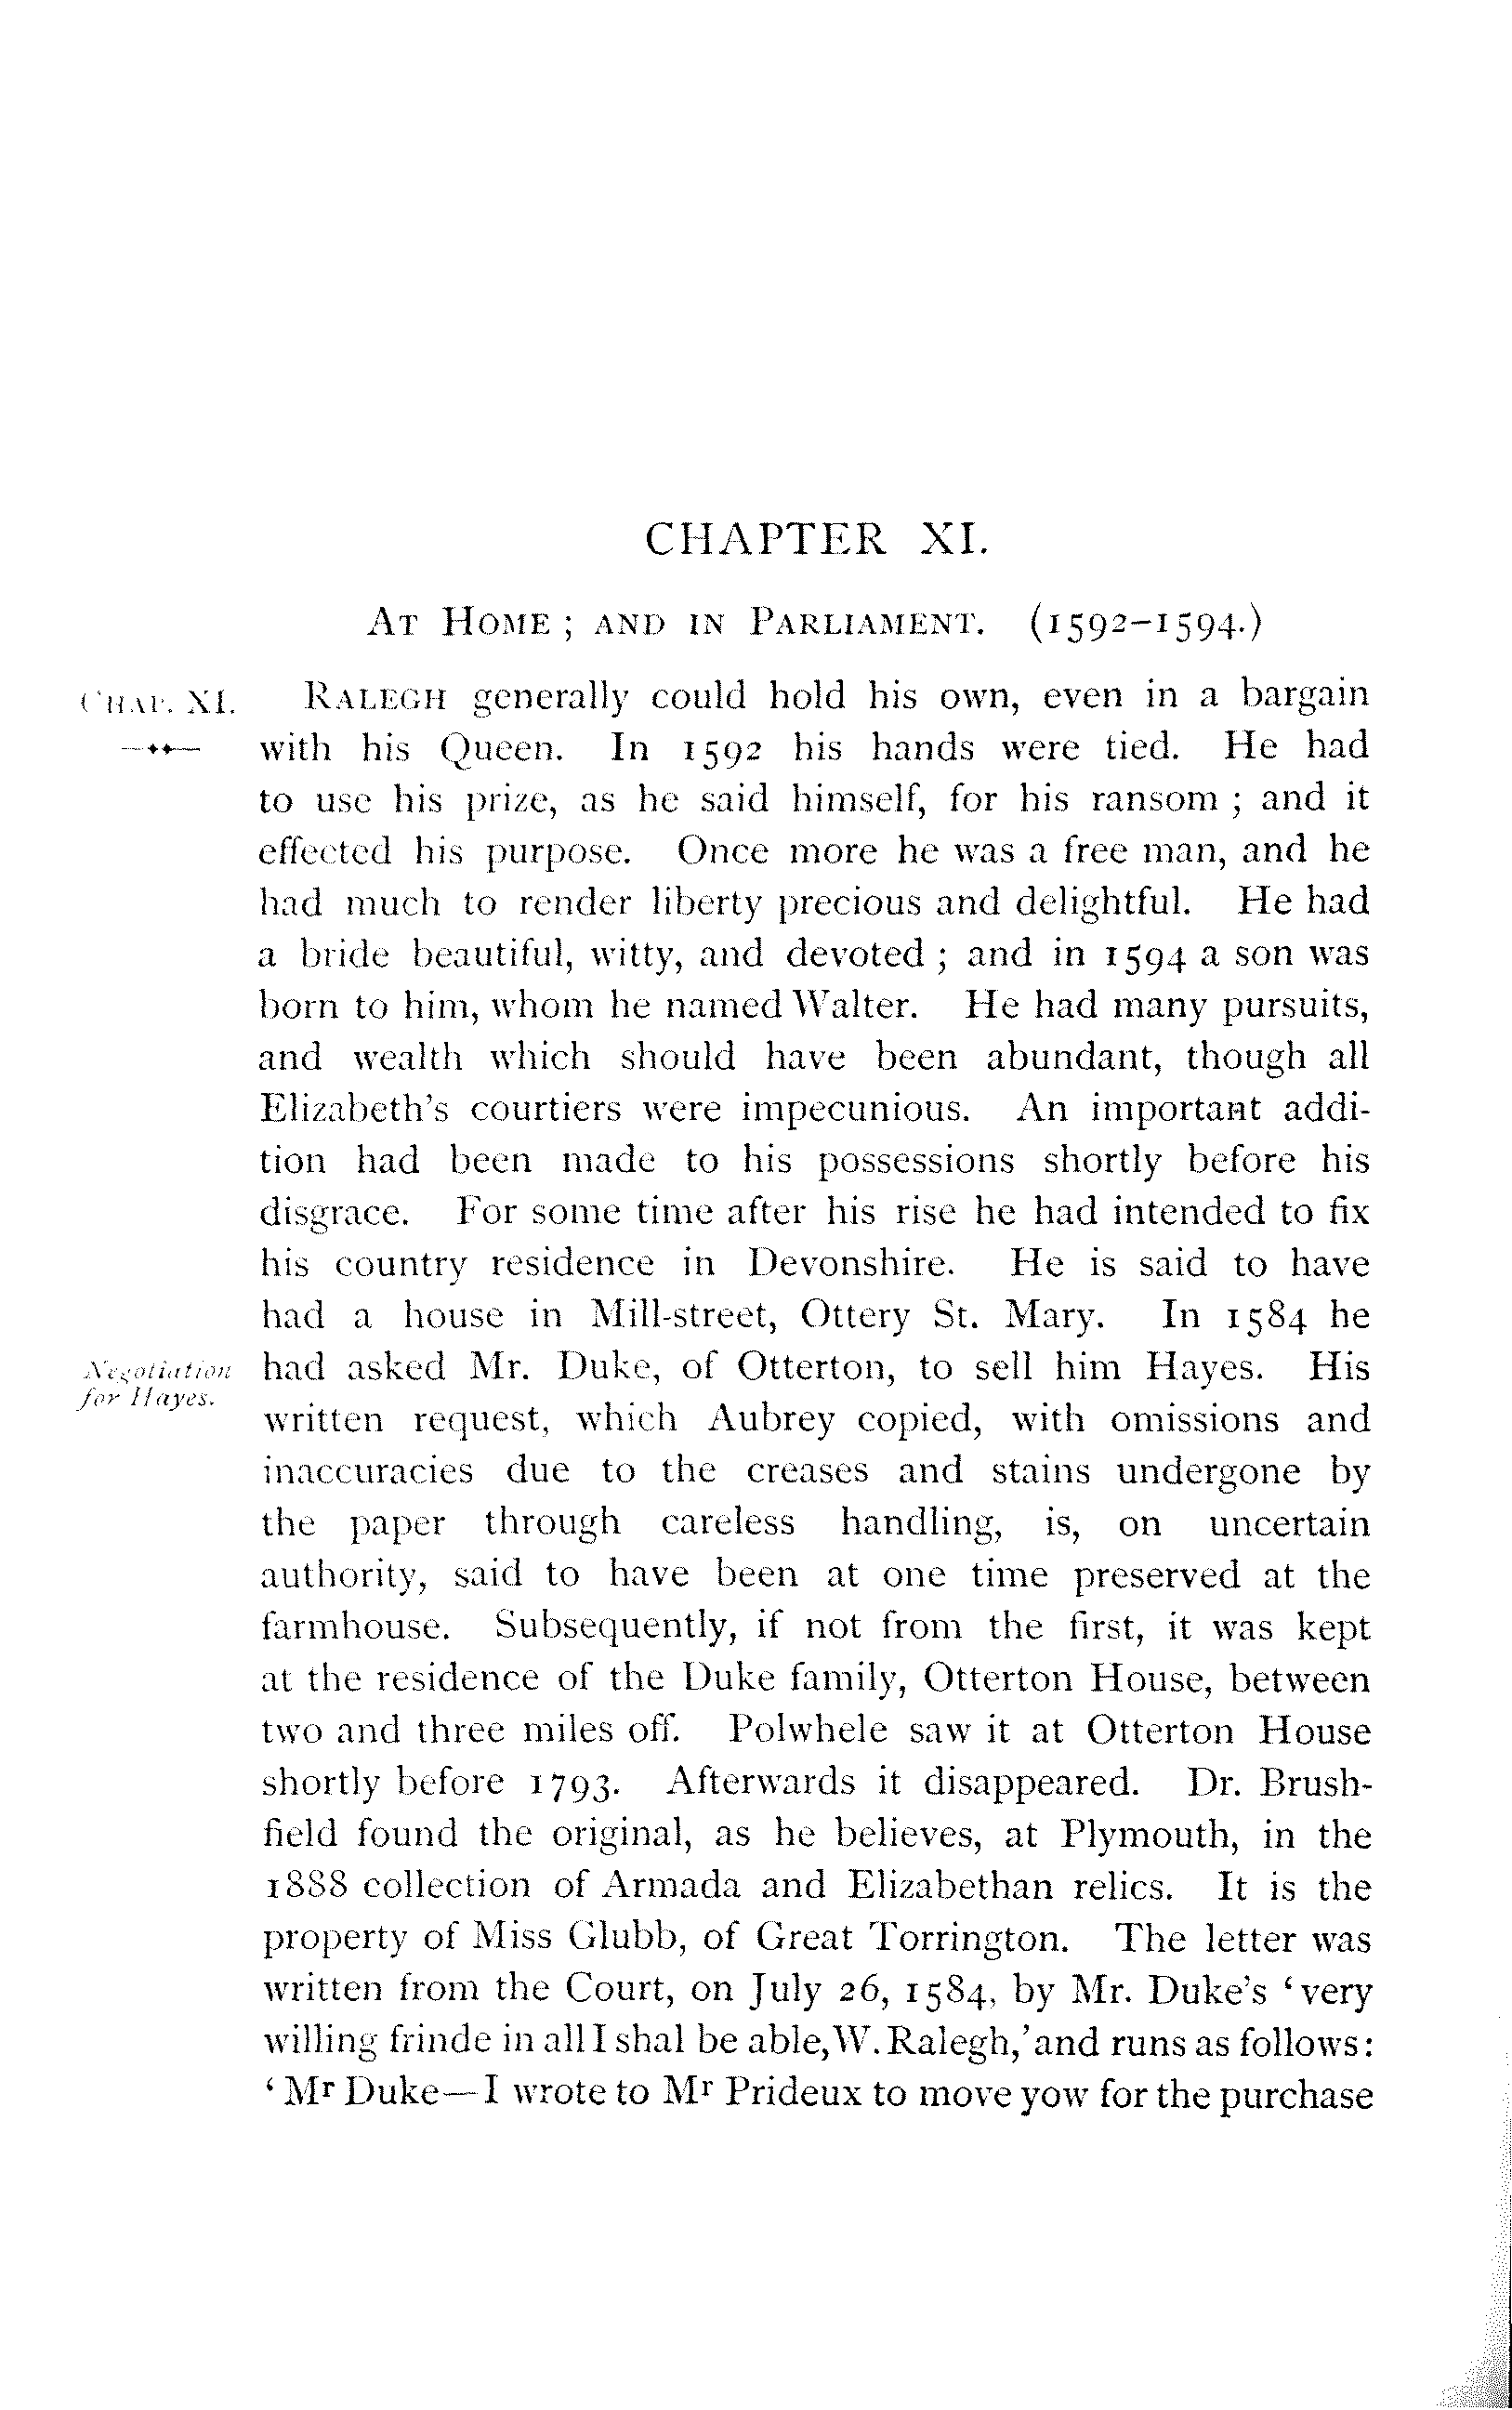 CHAPTER XI.
At Home; and in Parliament. (1592–1594.)
Chap. XI.
Ralegh generally could hold his own, even in a bargain
with his Queen. In 1592 his hands were tied. He had
to use his prize, as he said himself, for his ransom; and it
effected his purpose. Once more he was a free man, and he
had much to render liberty precious and delightful. He had
a bride beautiful, witty, and devoted; and in 1594 a son was
born to him, whom he named Walter. He had many pursuits,
and wealth which should have been abundant, though all
Elizabeth's courtiers were impecunious. An important addi-
tion had been made to his possessions shortly before his
disgrace. For some time after his rise he had intended to fix
his country residence in Devonshire. He is said to have
had a house in Mill-street, Ottery St. Mary. In 1584 he
Negotiation
for Hayes.
had asked Mr. Duke, of Otterton, to sell him Hayes. His
written request, which Aubrey copied, with omissions and
inaccuracies due to the creases and stains undergone by
the paper through careless handling, is, on uncertain
authority, said to have been at one time preserved at the
farmhouse. Subsequently, if not from the first, it was kept
at the residence of the Duke family, Otterton House, between
two and three miles off. Polwhele saw it at Otterton House
shortly before 1793. Afterwards it disappeared. Dr. Brush-
field found the original, as he believes, at Plymouth, in the
1888 collection of Armada and Elizabethan relics. It is the
property of Miss Glubb, of Great Torrington. The letter was
written from the Court, on July 26, 1584, by Mr. Duke's 'very
willing frinde in all I shal be able, W. Ralegh,' and runs as follows:
'Mr Duke—I wrote to Mr Prideux to move yow for the purchase